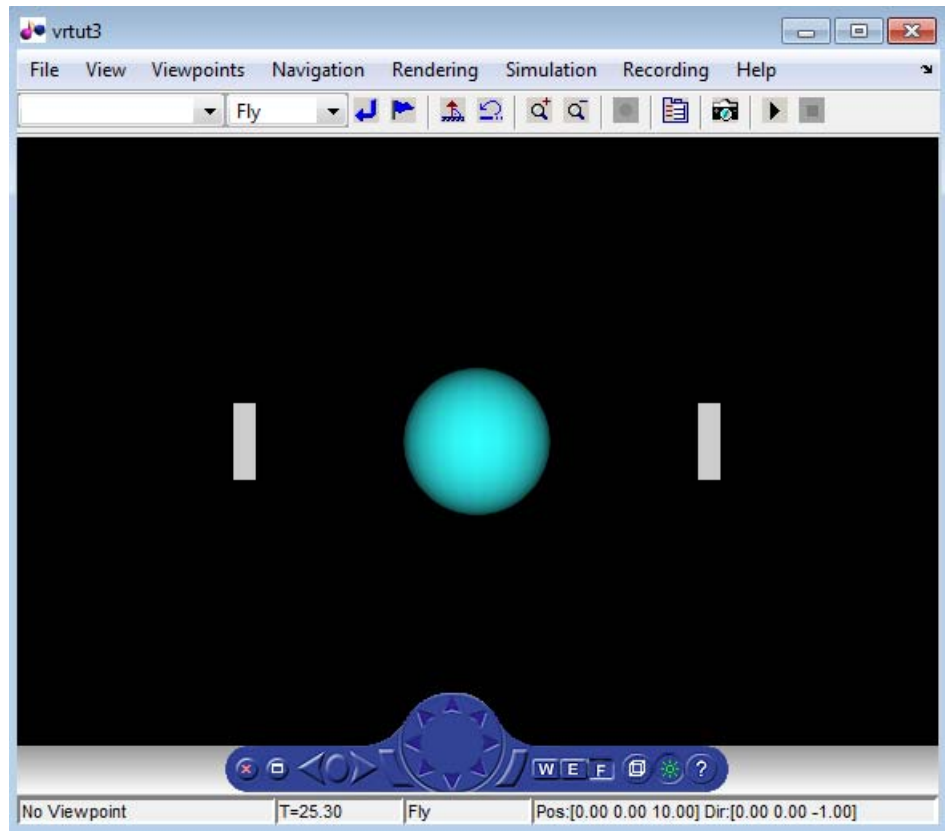 vrtut3
File View Viewpoints Navigation Rendering Simulation Recording Help
Fly
W E F ?
No Viewpoint T=25.30 Fly Pos:[0.00 0.00 10.00] Dir:[0.00 0.00 -1.00]